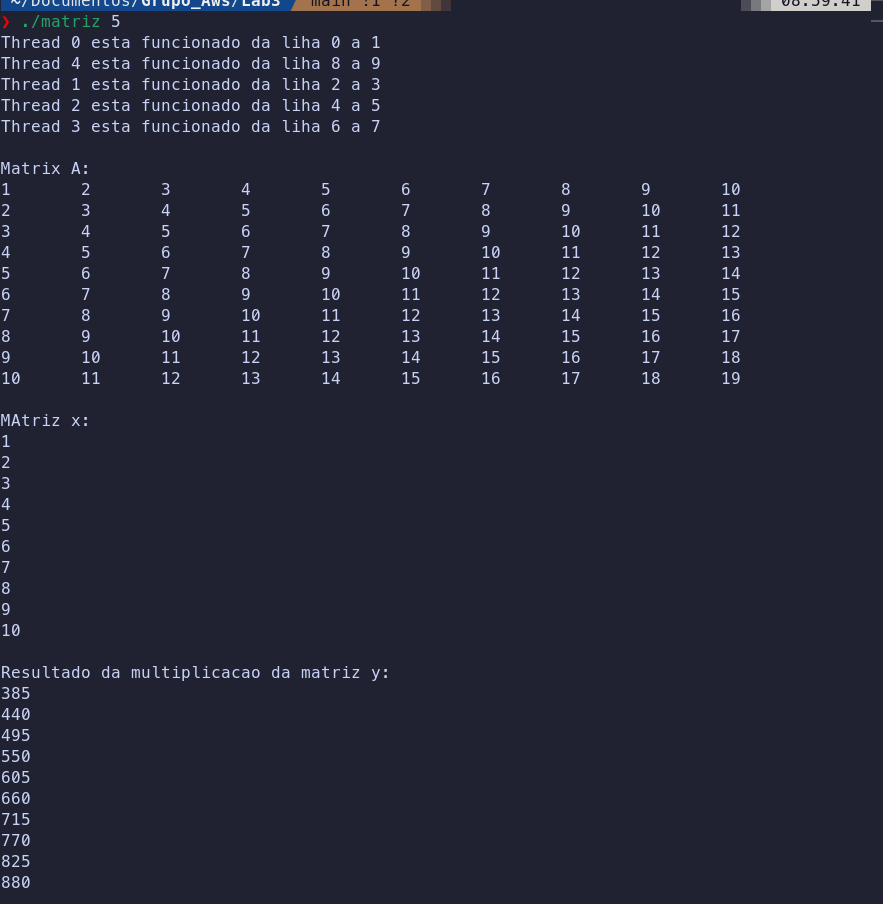 ~/Documentos/Grupo_Aws/Lab3 main !1 ?2 08:59:41
❯ ./matriz 5
Thread 0 esta funcionado da liha 0 a 1
Thread 4 esta funcionado da liha 8 a 9
Thread 1 esta funcionado da liha 2 a 3
Thread 2 esta funcionado da liha 4 a 5
Thread 3 esta funcionado da liha 6 a 7
Matrix A:
1 2 3 4 5 6 7 8 9 10
2 3 4 5 6 7 8 9 10 11
3 4 5 6 7 8 9 10 11 12
4 5 6 7 8 9 10 11 12 13
5 6 7 8 9 10 11 12 13 14
6 7 8 9 10 11 12 13 14 15
7 8 9 10 11 12 13 14 15 16
8 9 10 11 12 13 14 15 16 17
9 10 11 12 13 14 15 16 17 18
10 11 12 13 14 15 16 17 18 19
MAtriz x:
1
2
3
4
5
6
7
8
9
10
Resultado da multiplicacao da matriz y:
385
440
495
550
605
660
715
770
825
880